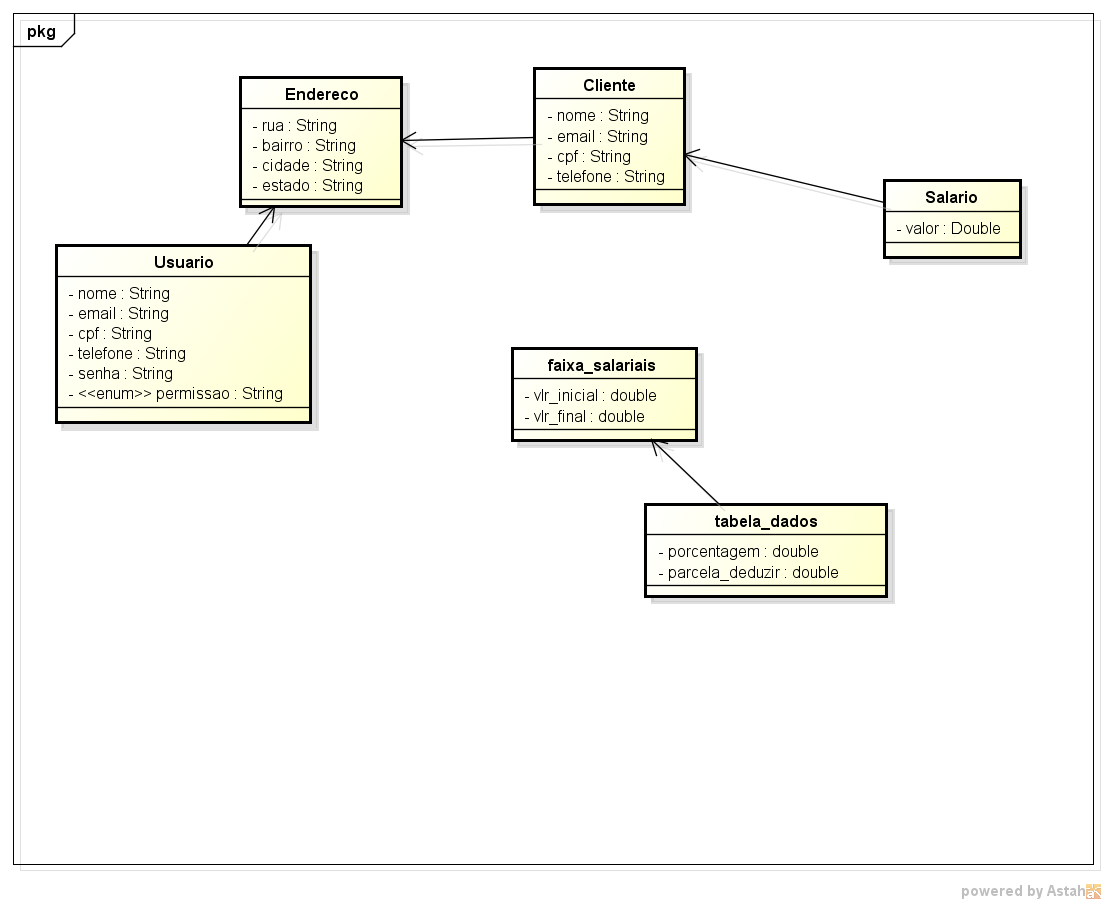 pkg
Endereco
- rua : String
- bairro : String
- cidade : String
- estado : String
Cliente
- nome : String
- email : String
- cpf : String
- telefone : String
Salario
- valor : Double
Usuario
- nome : String
- email : String
- cpf : String
- telefone : String
- senha : String
- <<enum>> permissao : String
faixa_salariais
- vlr_inicial : double
- vlr_final : double
tabela_dados
- porcentagem : double
- parcela_deduzir : double
powered by Astah